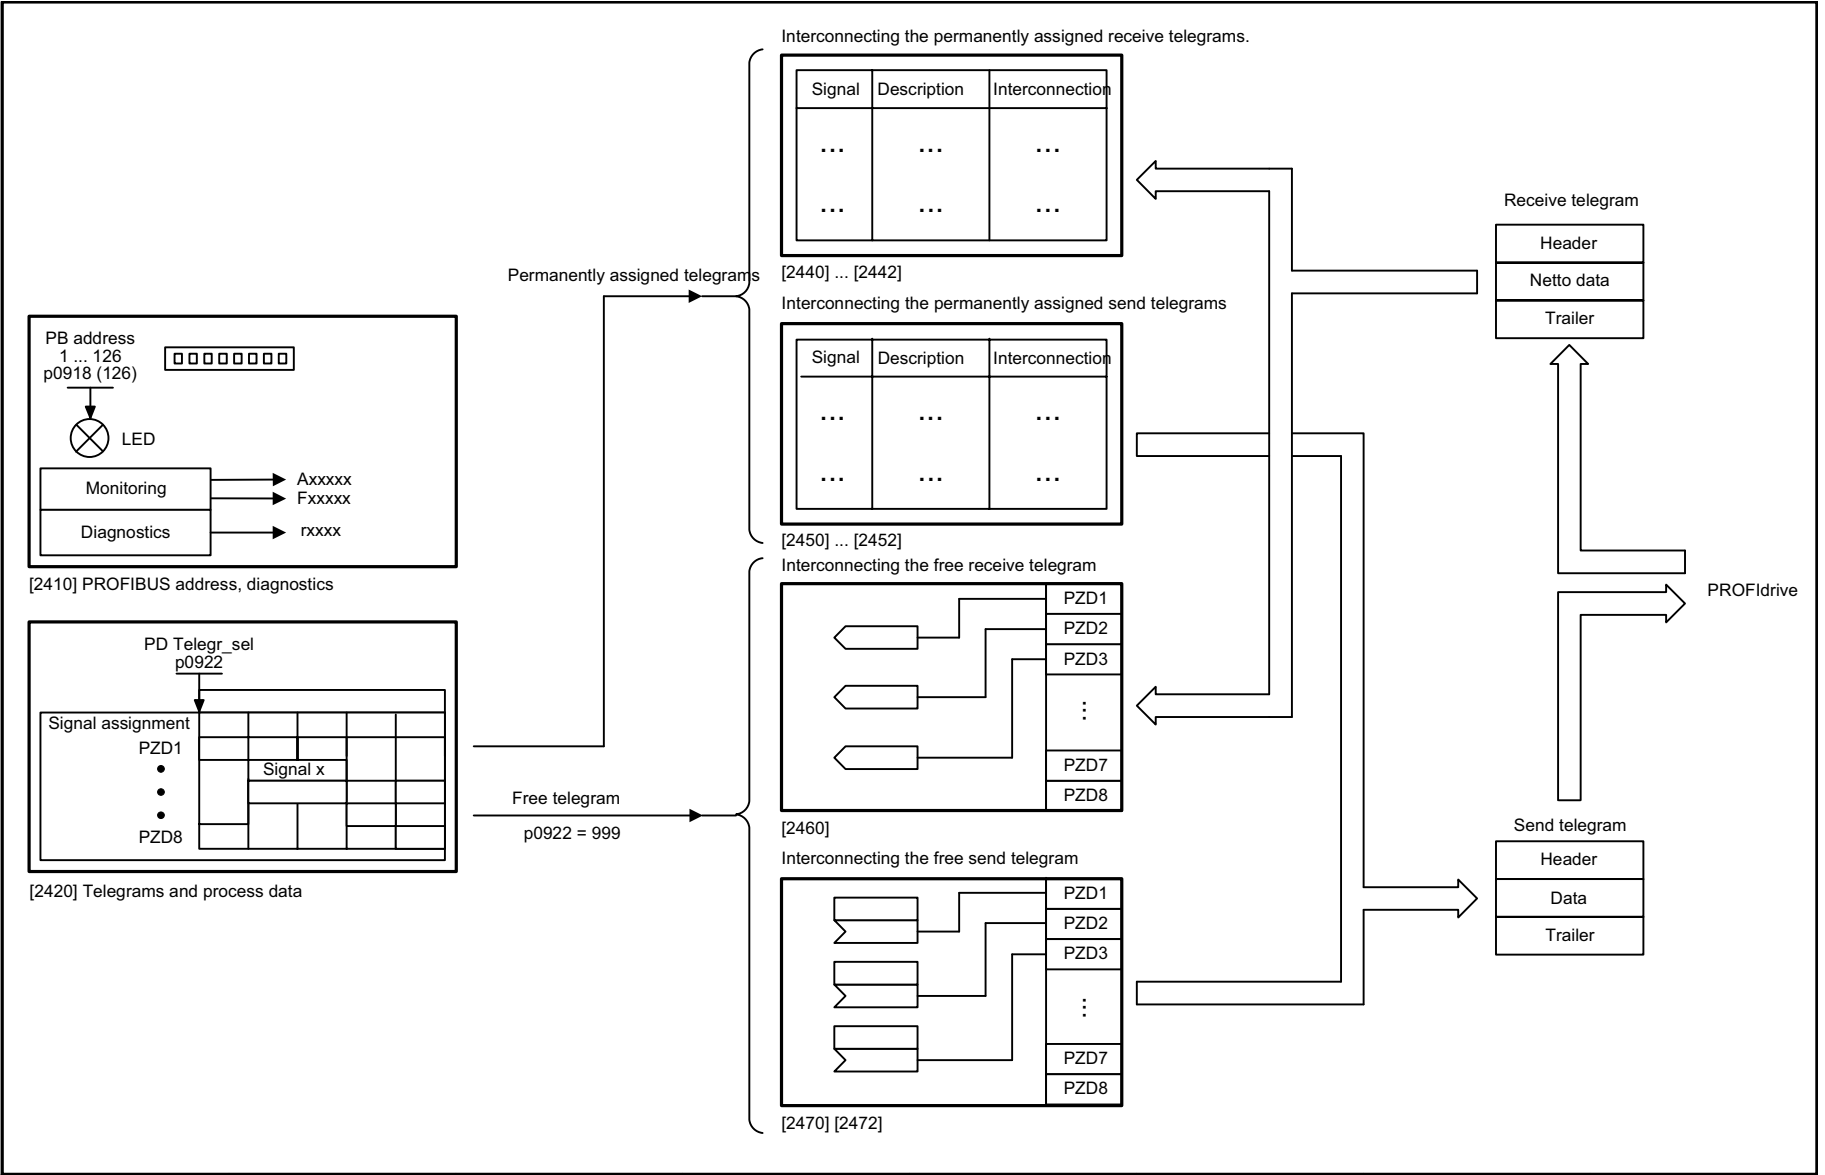 Interconnecting the permanently assigned receive telegrams.
Signal Description Interconnection
... ... ...
... ... ...
[2440] ... [2442]
Permanently assigned telegrams
Interconnecting the permanently assigned send telegrams
Signal Description Interconnection
... ... ...
... ... ...
[2450] ... [2452]
PB address
1 ... 126
p0918 (126)
LED
Monitoring
Axxxxx
Fxxxxx
Diagnostics
rxxxx
[2410] PROFIBUS address, diagnostics
PD Telegr_sel
p0922
Signal assignment
PZD1
Signal x
PZD8
[2420] Telegrams and process data
Free telegram
p0922 = 999
Interconnecting the free receive telegram
PZD1
PZD2
PZD3
...
PZD7
PZD8
[2460]
Interconnecting the free send telegram
PZD1
PZD2
PZD3
...
PZD7
PZD8
[2470] [2472]
Receive telegram
Header
Netto data
Trailer
PROFIdrive
Send telegram
Header
Data
Trailer